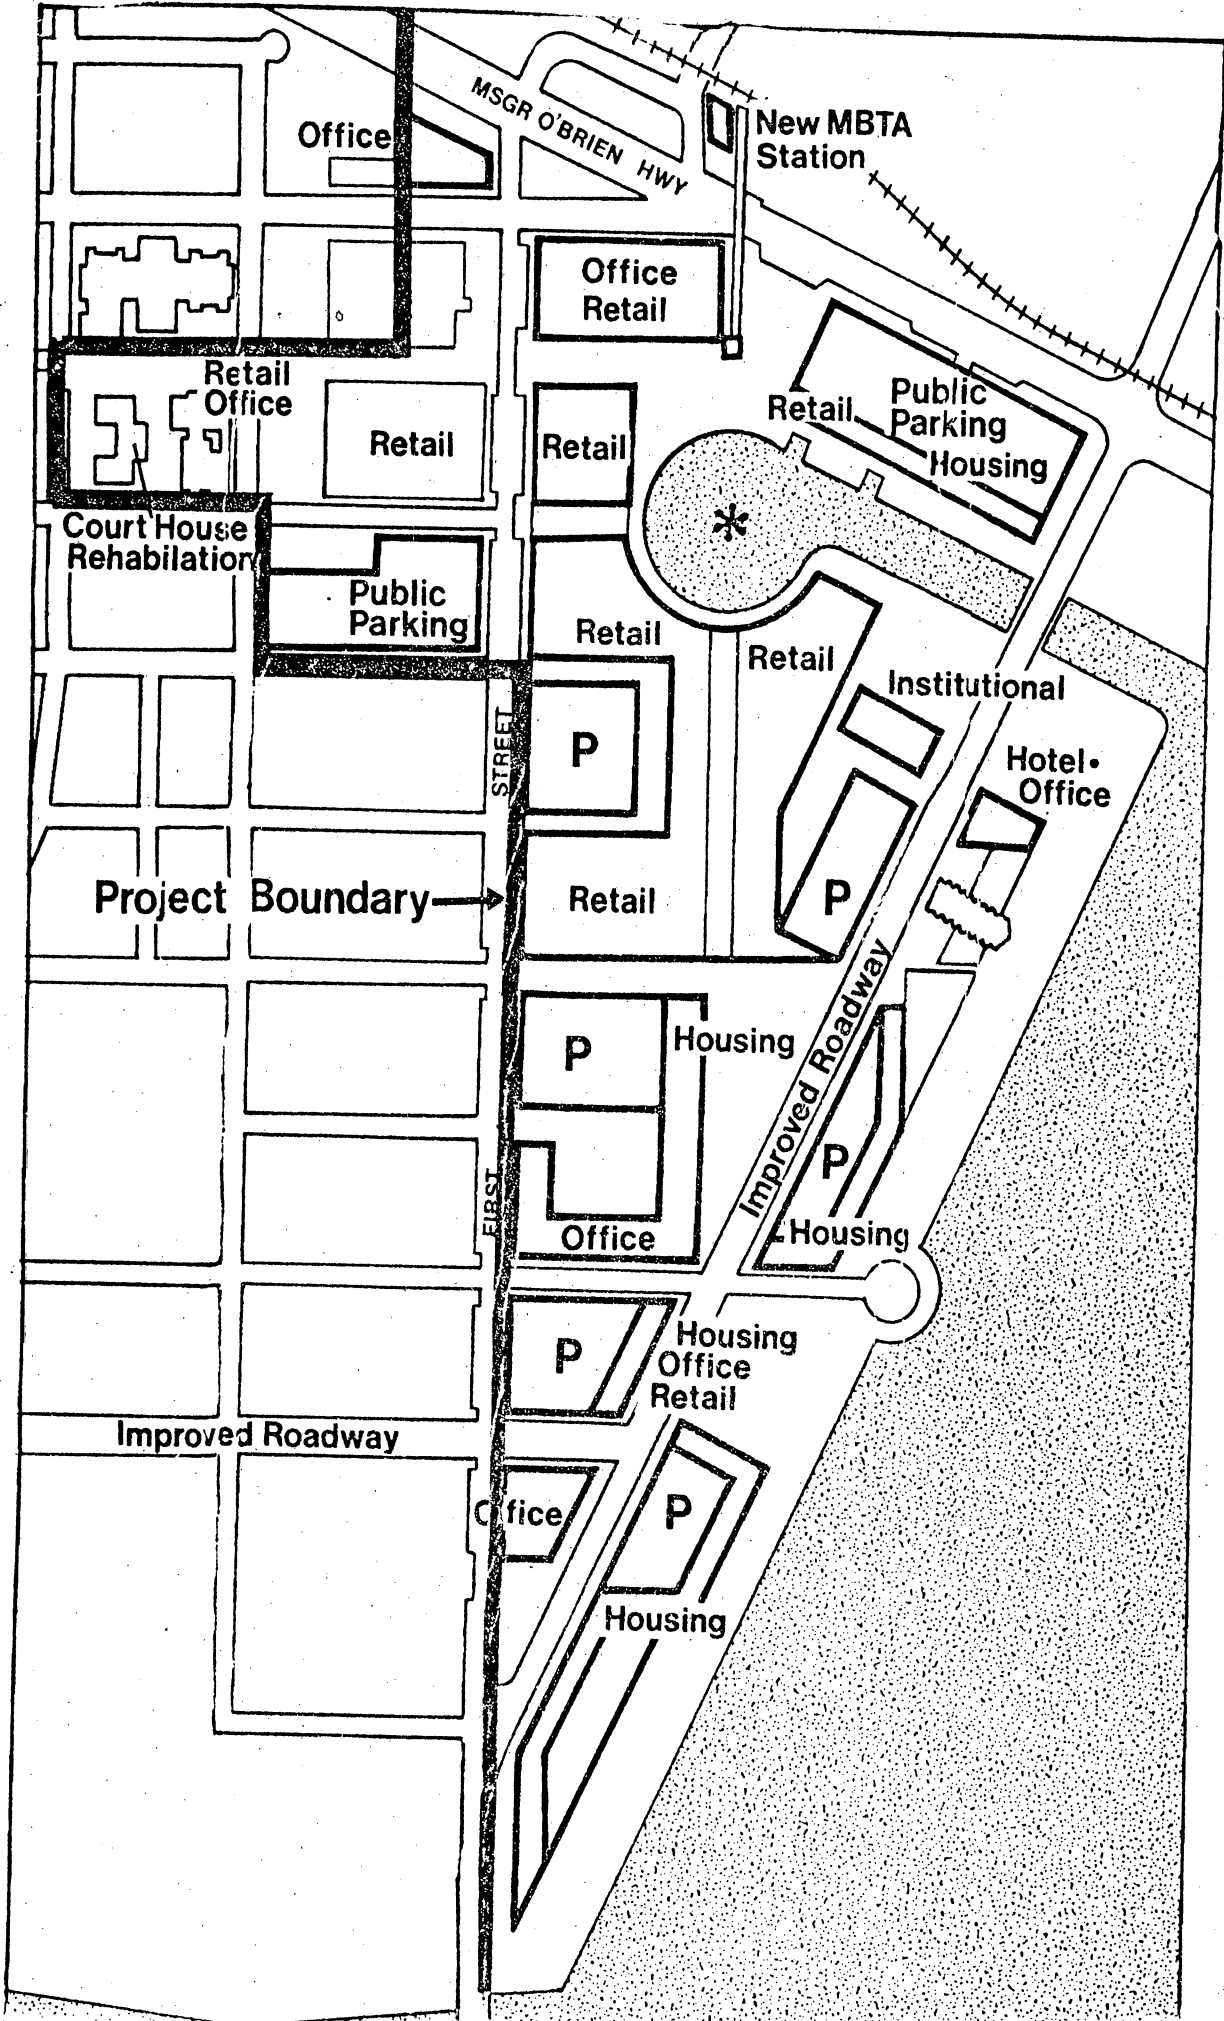 MSGR O'BRIEN HWY
Office
New MBTA
Station
Office
Retail
Retail
Office
Public
Parking
Retail
Housing
Retail
Retail
Court House
Rehabilation
Public
Parking
Retail
Retail
Institutional
STREET
P
Hotel•
Office
Project Boundary
Retail
P
P
Housing
Improved Roadway
P
FIRST
Office
Housing
P
Housing
Office
Retail
Improved Roadway
P
Housing